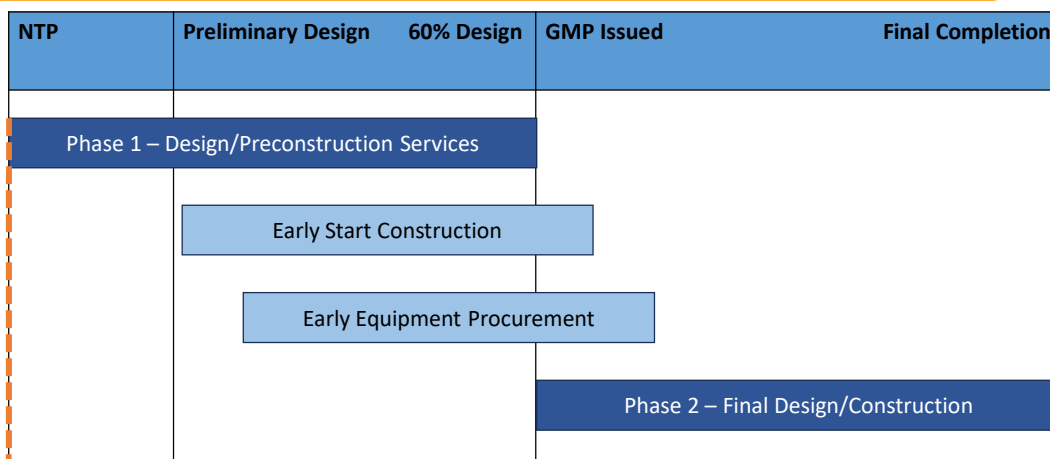 NTP Preliminary Design 60% Design GMP Issued Final Completion
Phase 1 – Design/Preconstruction Services
Early Start Construction
Early Equipment Procurement
Phase 2 – Final Design/Construction